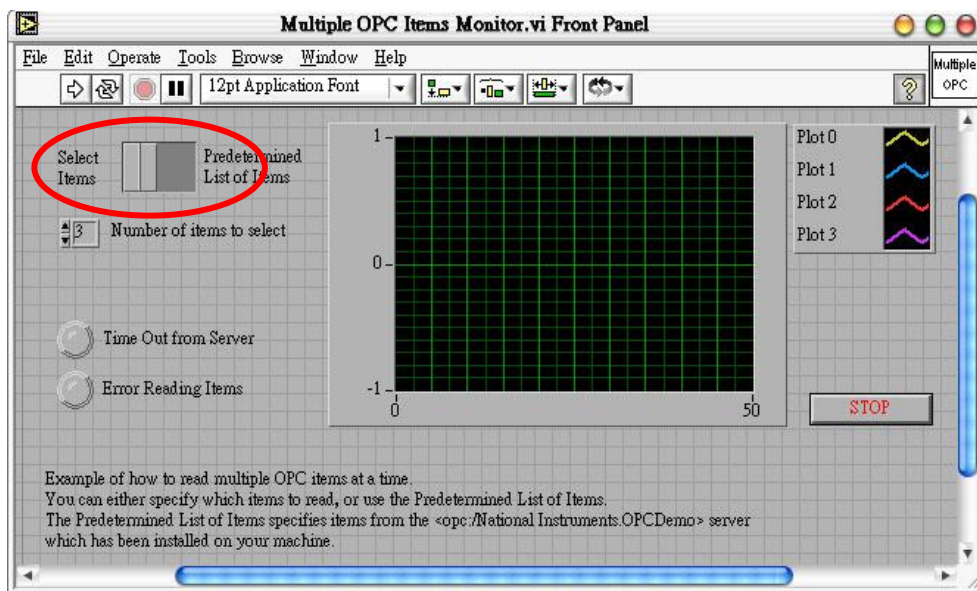 Multiple OPC Items Monitor.vi Front Panel
File Edit Operate Tools Browse Window Help
12pt Application Font
?
Multiple
OPC
Select
Items
Predetermined
List of Items
3 Number of items to select
Time Out from Server
Error Reading Items
1
0
-1
0 50
Plot 0
Plot 1
Plot 2
Plot 3
STOP
Example of how to read multiple OPC items at a time.
You can either specify which items to read, or use the Predetermined List of Items.
The Predetermined List of Items specifies items from the <opc:/National Instruments.OPCDemo> server
which has been installed on your machine.